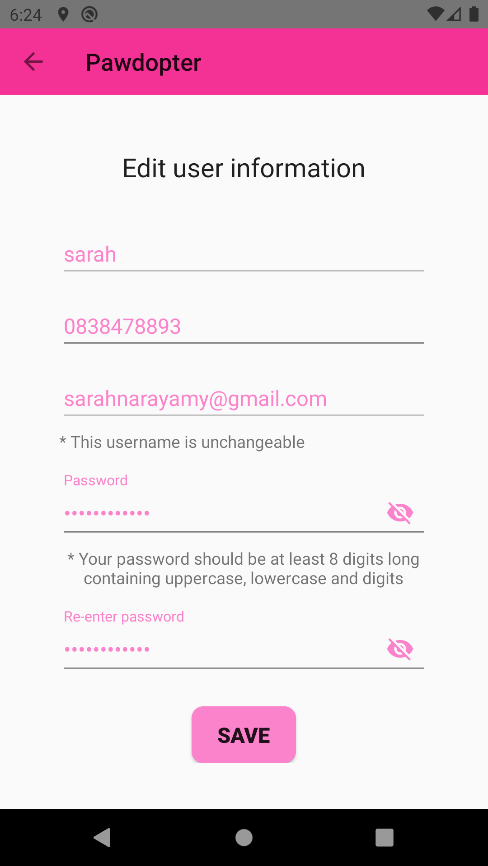 6:24
Pawdopter
Edit user information
sarah
0838478893
sarahnarayamy@gmail.com
* This username is unchangeable
Password
••••••••••••
* Your password should be at least 8 digits long
containing uppercase, lowercase and digits
Re-enter password
••••••••••••
SAVE